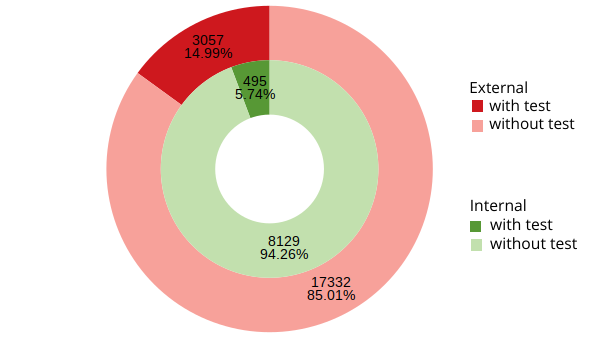 3057
14.99%
495
5.74%
8129
94.26%
17332
85.01%
External
with test
without test
Internal
with test
without test